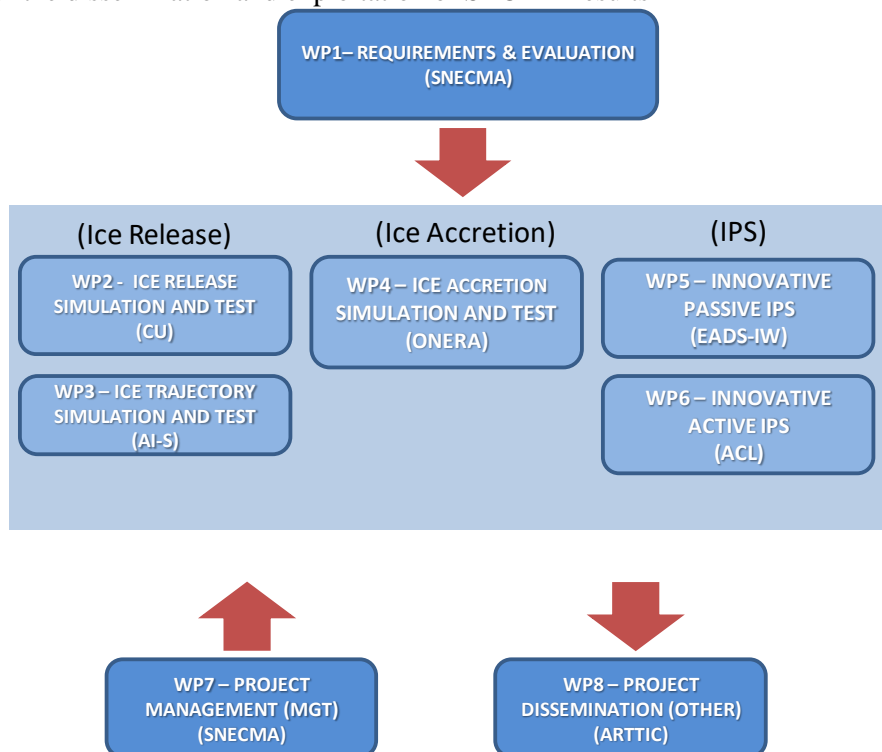 WP1– REQUIREMENTS & EVALUATION
(SNECMA)
(Ice Release)
(Ice Accretion)
(IPS)
WP2 - ICE RELEASE
SIMULATION AND TEST
(CU)
WP3 – ICE TRAJECTORY
SIMULATION AND TEST
(AI-S)
WP4 – ICE ACCRETION
SIMULATION AND TEST
(ONERA)
WP5 – INNOVATIVE
PASSIVE IPS
(EADS-IW)
WP6 – INNOVATIVE
ACTIVE IPS
(ACL)
WP7 – PROJECT
MANAGEMENT (MGT)
(SNECMA)
WP8 – PROJECT
DISSEMINATION (OTHER)
(ARTTIC)